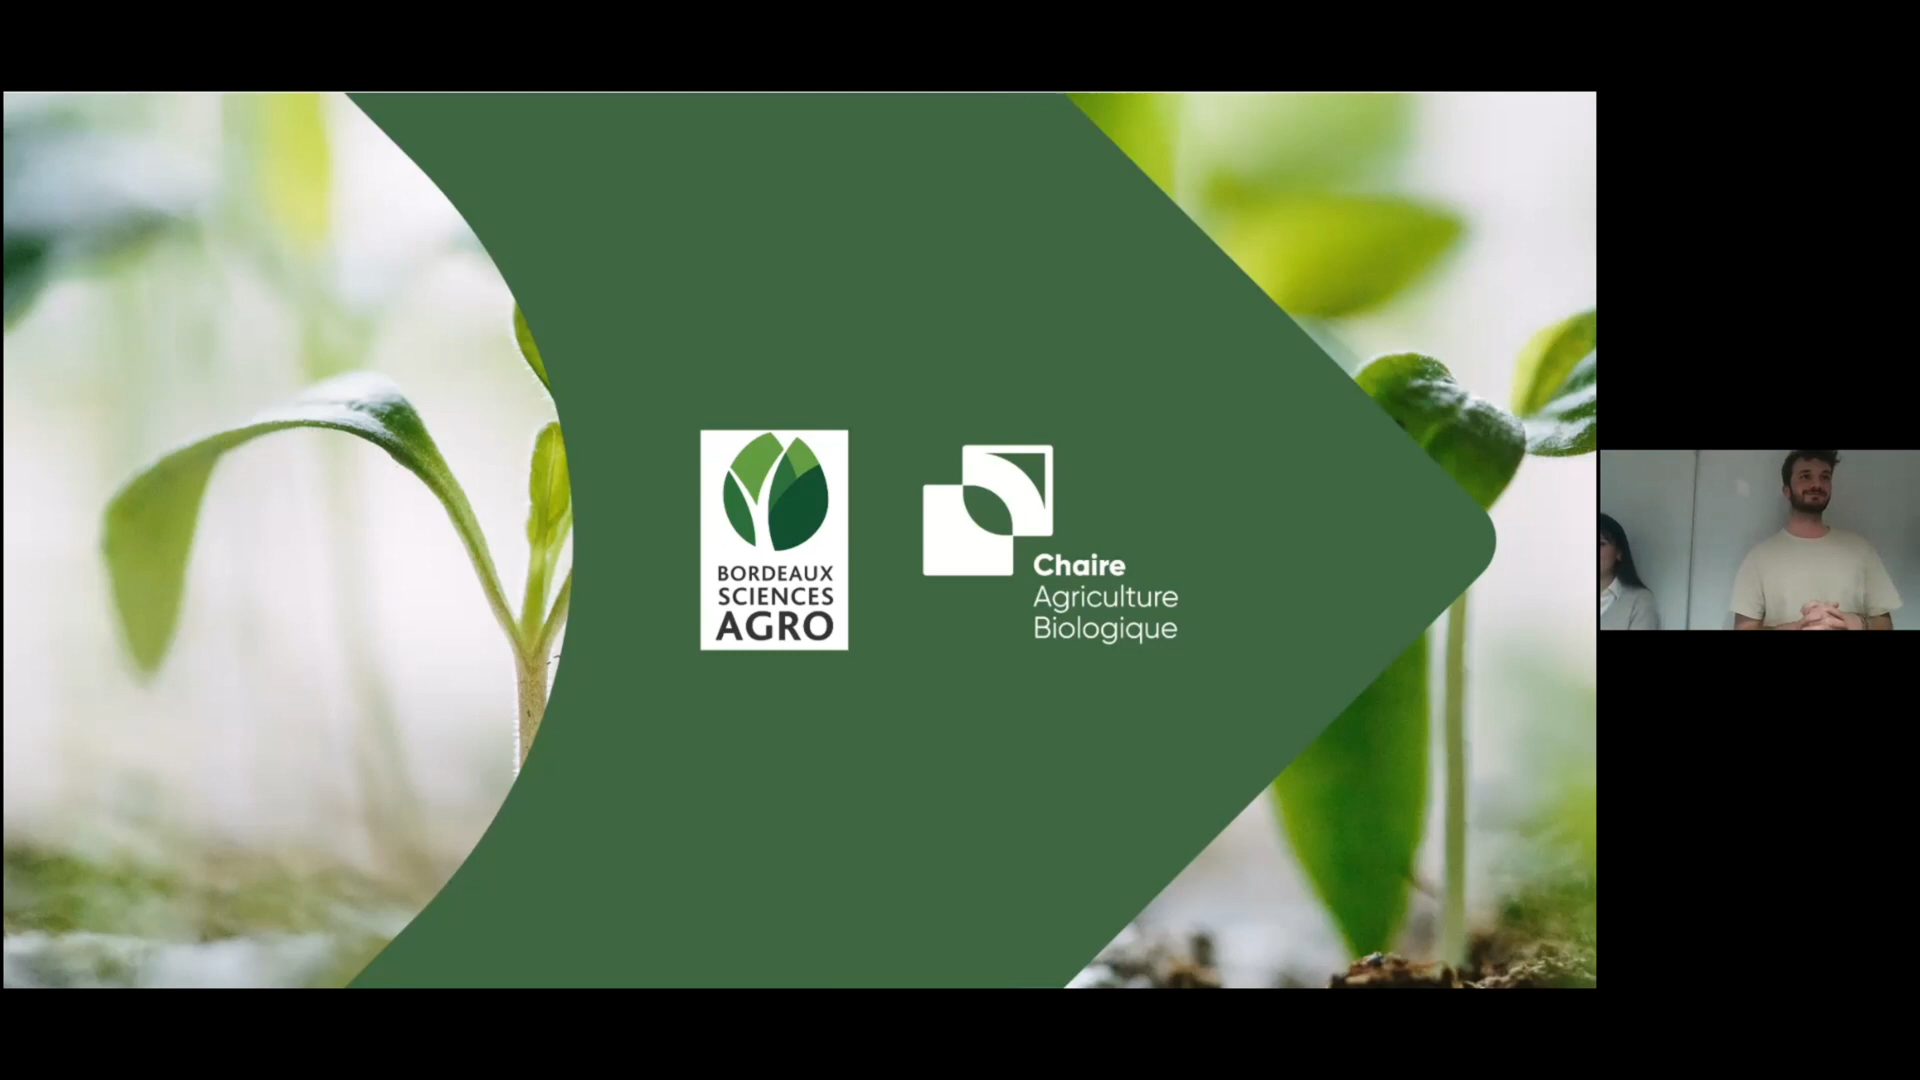 BORDEAUX
SCIENCES
AGRO
Chaire
Agriculture
Biologique